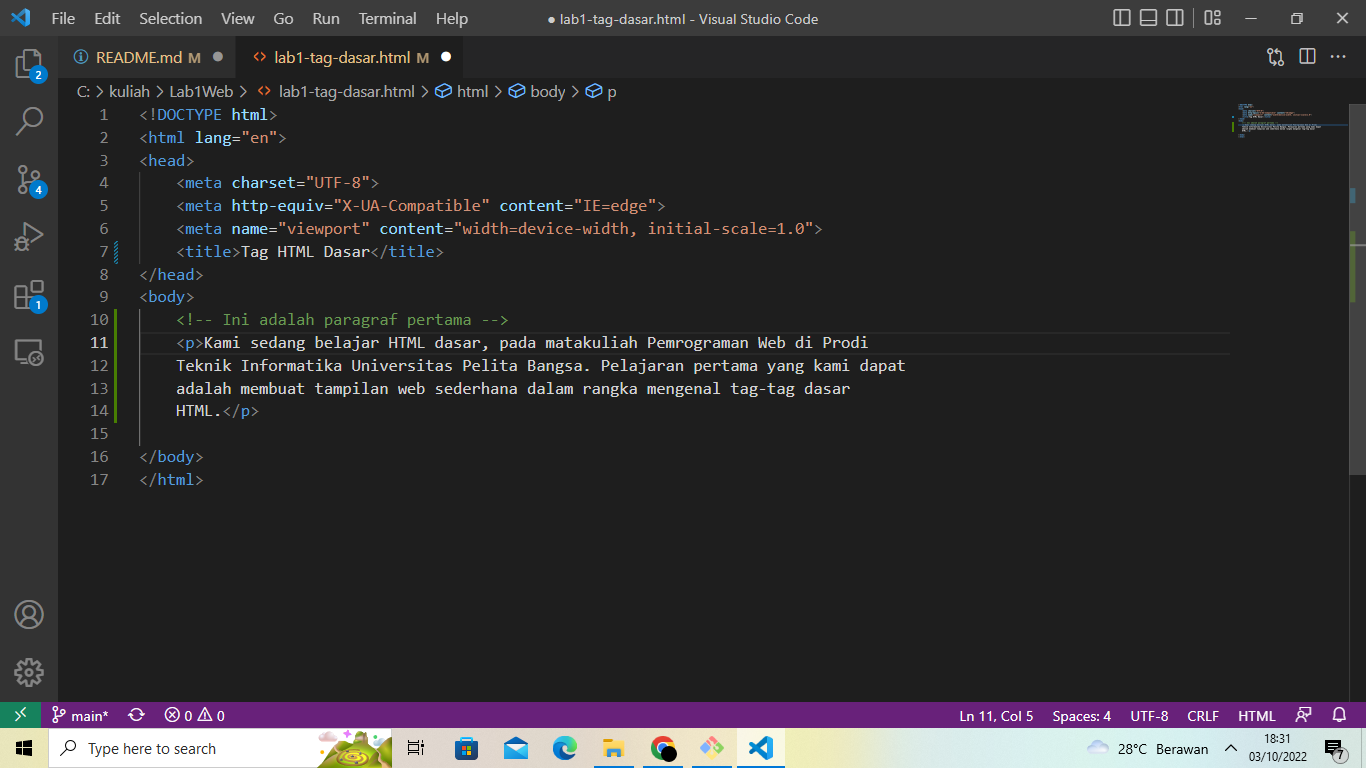 File Edit Selection View Go Run Terminal Help ● lab1-tag-dasar.html - Visual Studio Code
README.md M ● lab1-tag-dasar.html M ●
C: > kuliah > Lab1Web > lab1-tag-dasar.html > html > body > p
1 <!DOCTYPE html>
2 <html lang="en">
3 <head>
4 <meta charset="UTF-8">
5 <meta http-equiv="X-UA-Compatible" content="IE=edge">
6 <meta name="viewport" content="width=device-width, initial-scale=1.0">
7 <title>Tag HTML Dasar</title>
8 </head>
9 <body>
10 <!-- Ini adalah paragraf pertama -->
11 <p>Kami sedang belajar HTML dasar, pada matakuliah Pemrograman Web di Prodi
12 Teknik Informatika Universitas Pelita Bangsa. Pelajaran pertama yang kami dapat
13 adalah membuat tampilan web sederhana dalam rangka mengenal tag-tag dasar
14 HTML.</p>
15
16 </body>
17 </html>
2
4
1
main* 0 0 Ln 11, Col 5 Spaces: 4 UTF-8 CRLF HTML
Type here to search 28°C Berawan 18:31
03/10/2022 7